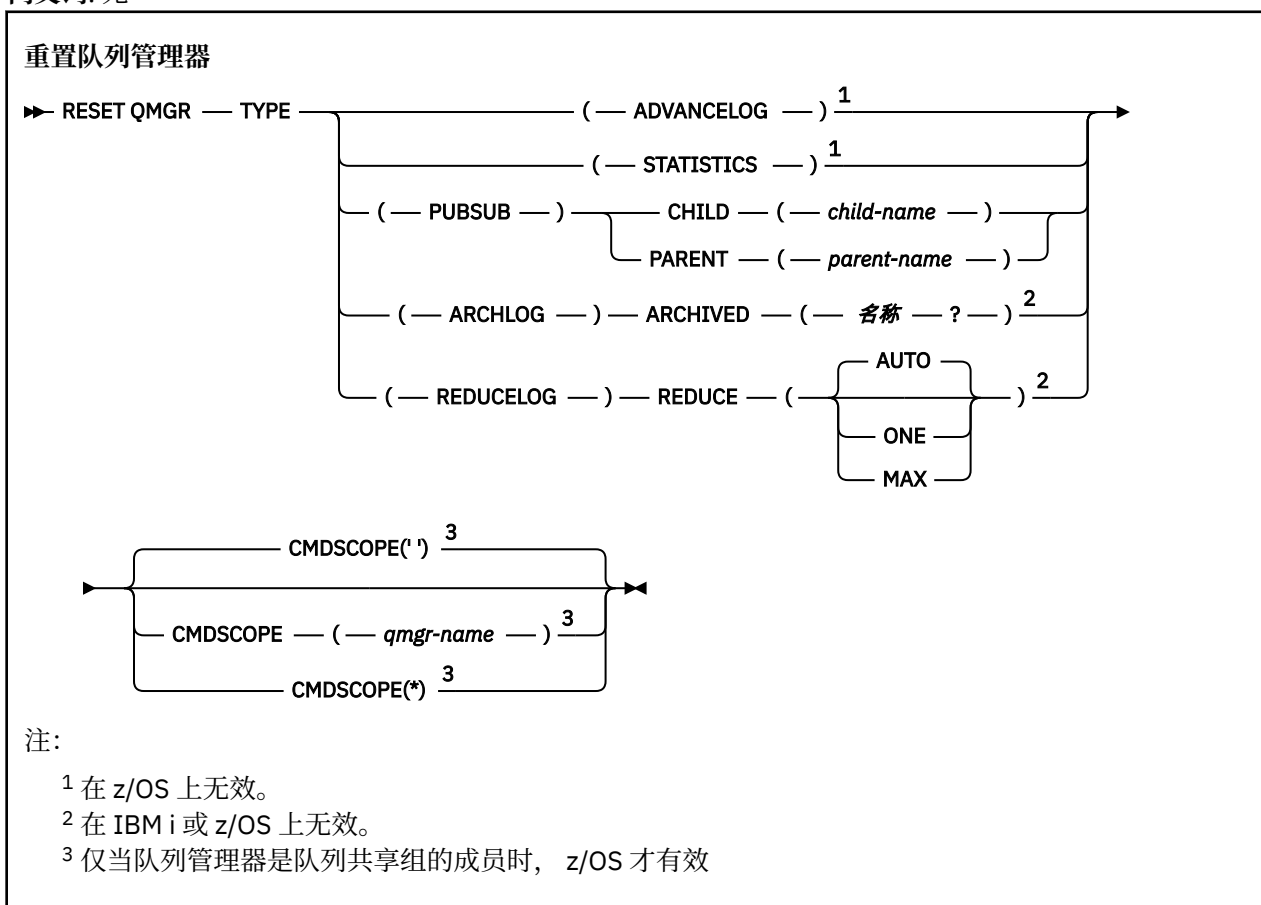 重置队列管理器
RESET QMGR TYPE ( ADVANCELOG ) 1
( STATISTICS ) 1
( PUBSUB ) CHILD ( child-name )
PARENT ( parent-name )
( ARCHLOG ) ARCHIVED ( 名称 ? ) 2
AUTO
( REDUCELOG ) REDUCE ( ) 2
ONE
MAX
CMDSCOPE(' ') 3
CMDSCOPE ( qmgr-name ) 3
CMDSCOPE(*) 3
注:
1 在 z/OS 上无效。
2 在 IBM i 或 z/OS 上无效。
3 仅当队列管理器是队列共享组的成员时， z/OS 才有效